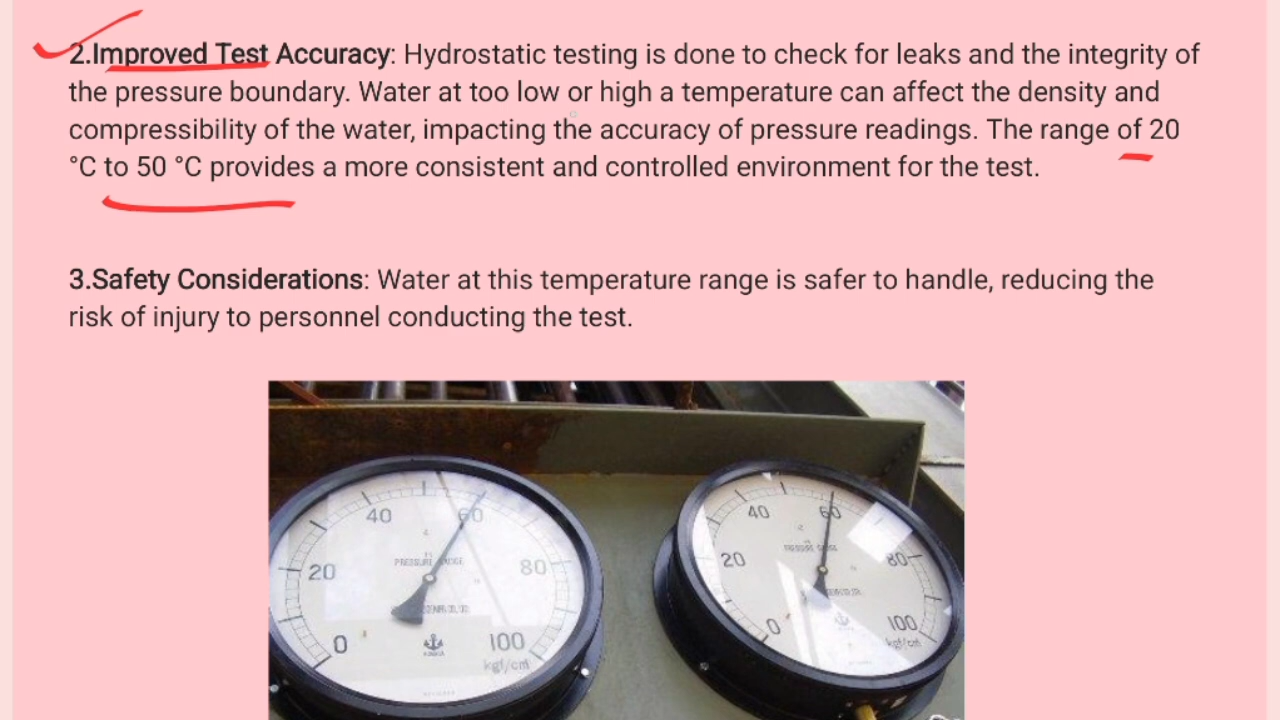 2.Improved Test Accuracy: Hydrostatic testing is done to check for leaks and the integrity of
the pressure boundary. Water at too low or high a temperature can affect the density and
compressibility of the water, impacting the accuracy of pressure readings. The range of 20
°C to 50 °C provides a more consistent and controlled environment for the test.
3.Safety Considerations: Water at this temperature range is safer to handle, reducing the
risk of injury to personnel conducting the test.
40 60
20 80
PRESSURE GAUGE
0 100
kgf/cm
40 60
20 80
PRESSURE GAUGE
0 100
kgf/cm